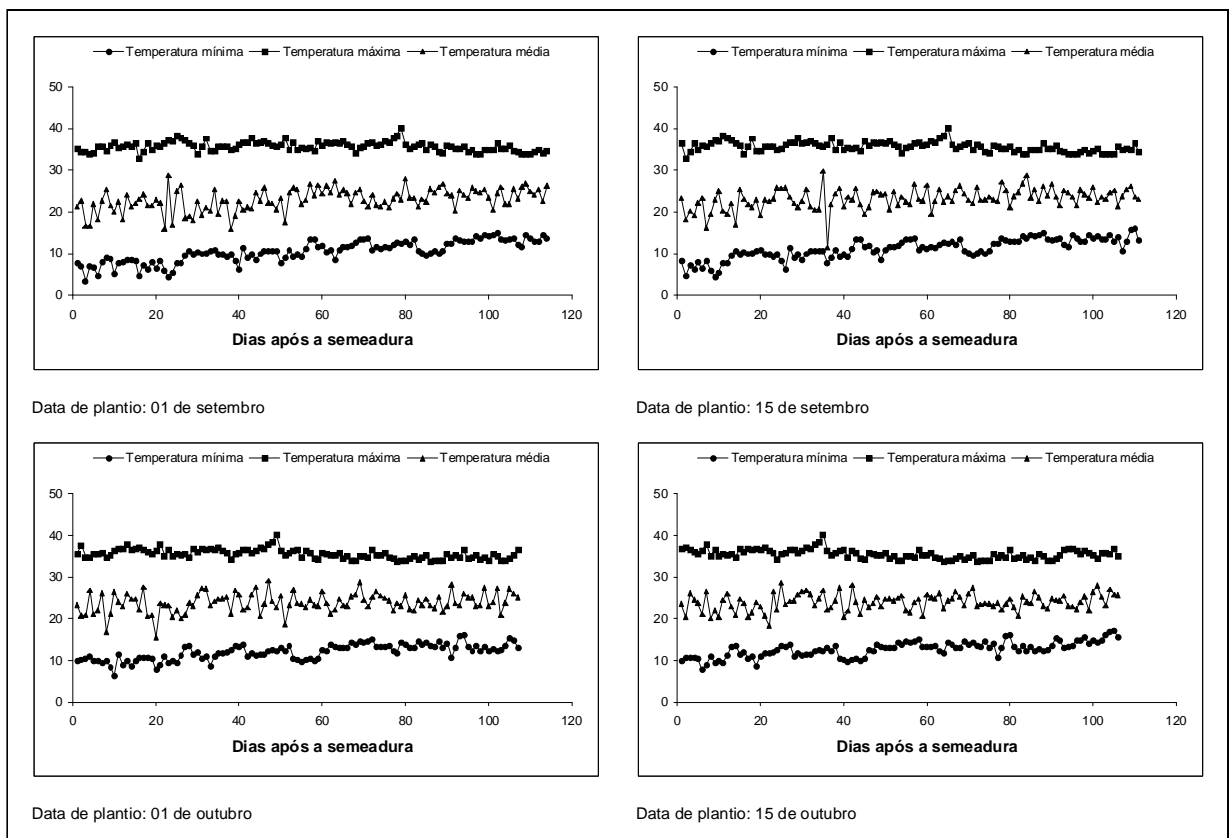 Temperatura mínima Temperatura máxima Temperatura média
50
40
30
20
10
0
0 20 40 60 80 100 120
Dias após a semeadura
Data de plantio: 01 de setembro
Temperatura mínima Temperatura máxima Temperatura média
50
40
30
20
10
0
0 20 40 60 80 100 120
Dias após a semeadura
Data de plantio: 15 de setembro
Temperatura mínima Temperatura máxima Temperatura média
50
40
30
20
10
0
0 20 40 60 80 100 120
Dias após a semeadura
Data de plantio: 01 de outubro
Temperatura mínima Temperatura máxima Temperatura média
50
40
30
20
10
0
0 20 40 60 80 100 120
Dias após a semeadura
Data de plantio: 15 de outubro